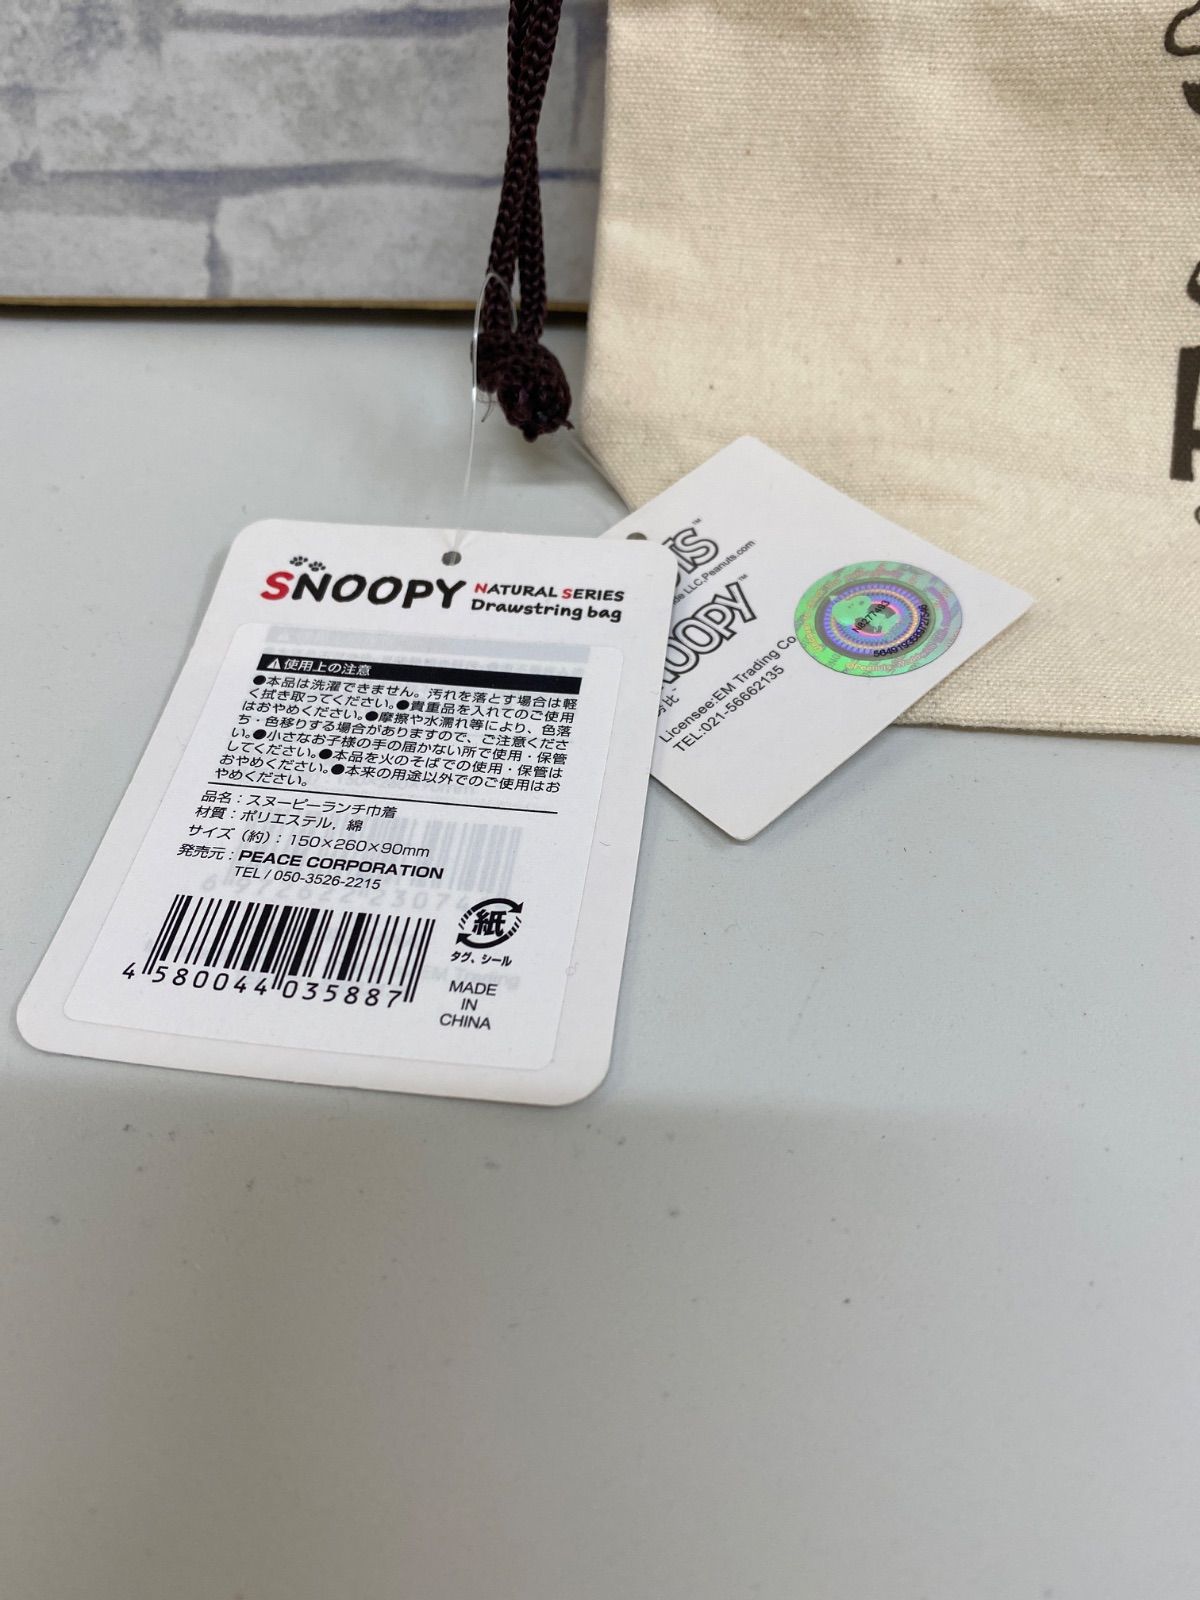 SNOOPY NATURAL SERIES
Drawstring bag
⚠使用上の注意
●本品は洗濯できません。汚れを落とす場合は軽
く拭き取ってください。●貴重品を入れてのご使用
はおやめください。●摩擦や水濡れ等により、色落
ち・色移りする場合がありますので、ご注意くださ
い。●小さなお子様の手の届かない所で使用・保管
してください。●本品を火のそばでの使用・保管は
おやめください。●本来の用途以外でのご使用はお
やめください。
品名：スヌーピーランチ巾着
材質：ポリエステル，綿
サイズ（約）：150×260×90mm
発売元：PEACE CORPORATION
TEL / 050-3526-2215
4 580044 035887
紙
タグ、シール
MADE
IN
CHINA
LLC,Peanuts.com
OOPY™
Licensee:EM Trading Co
TEL:021-56662135